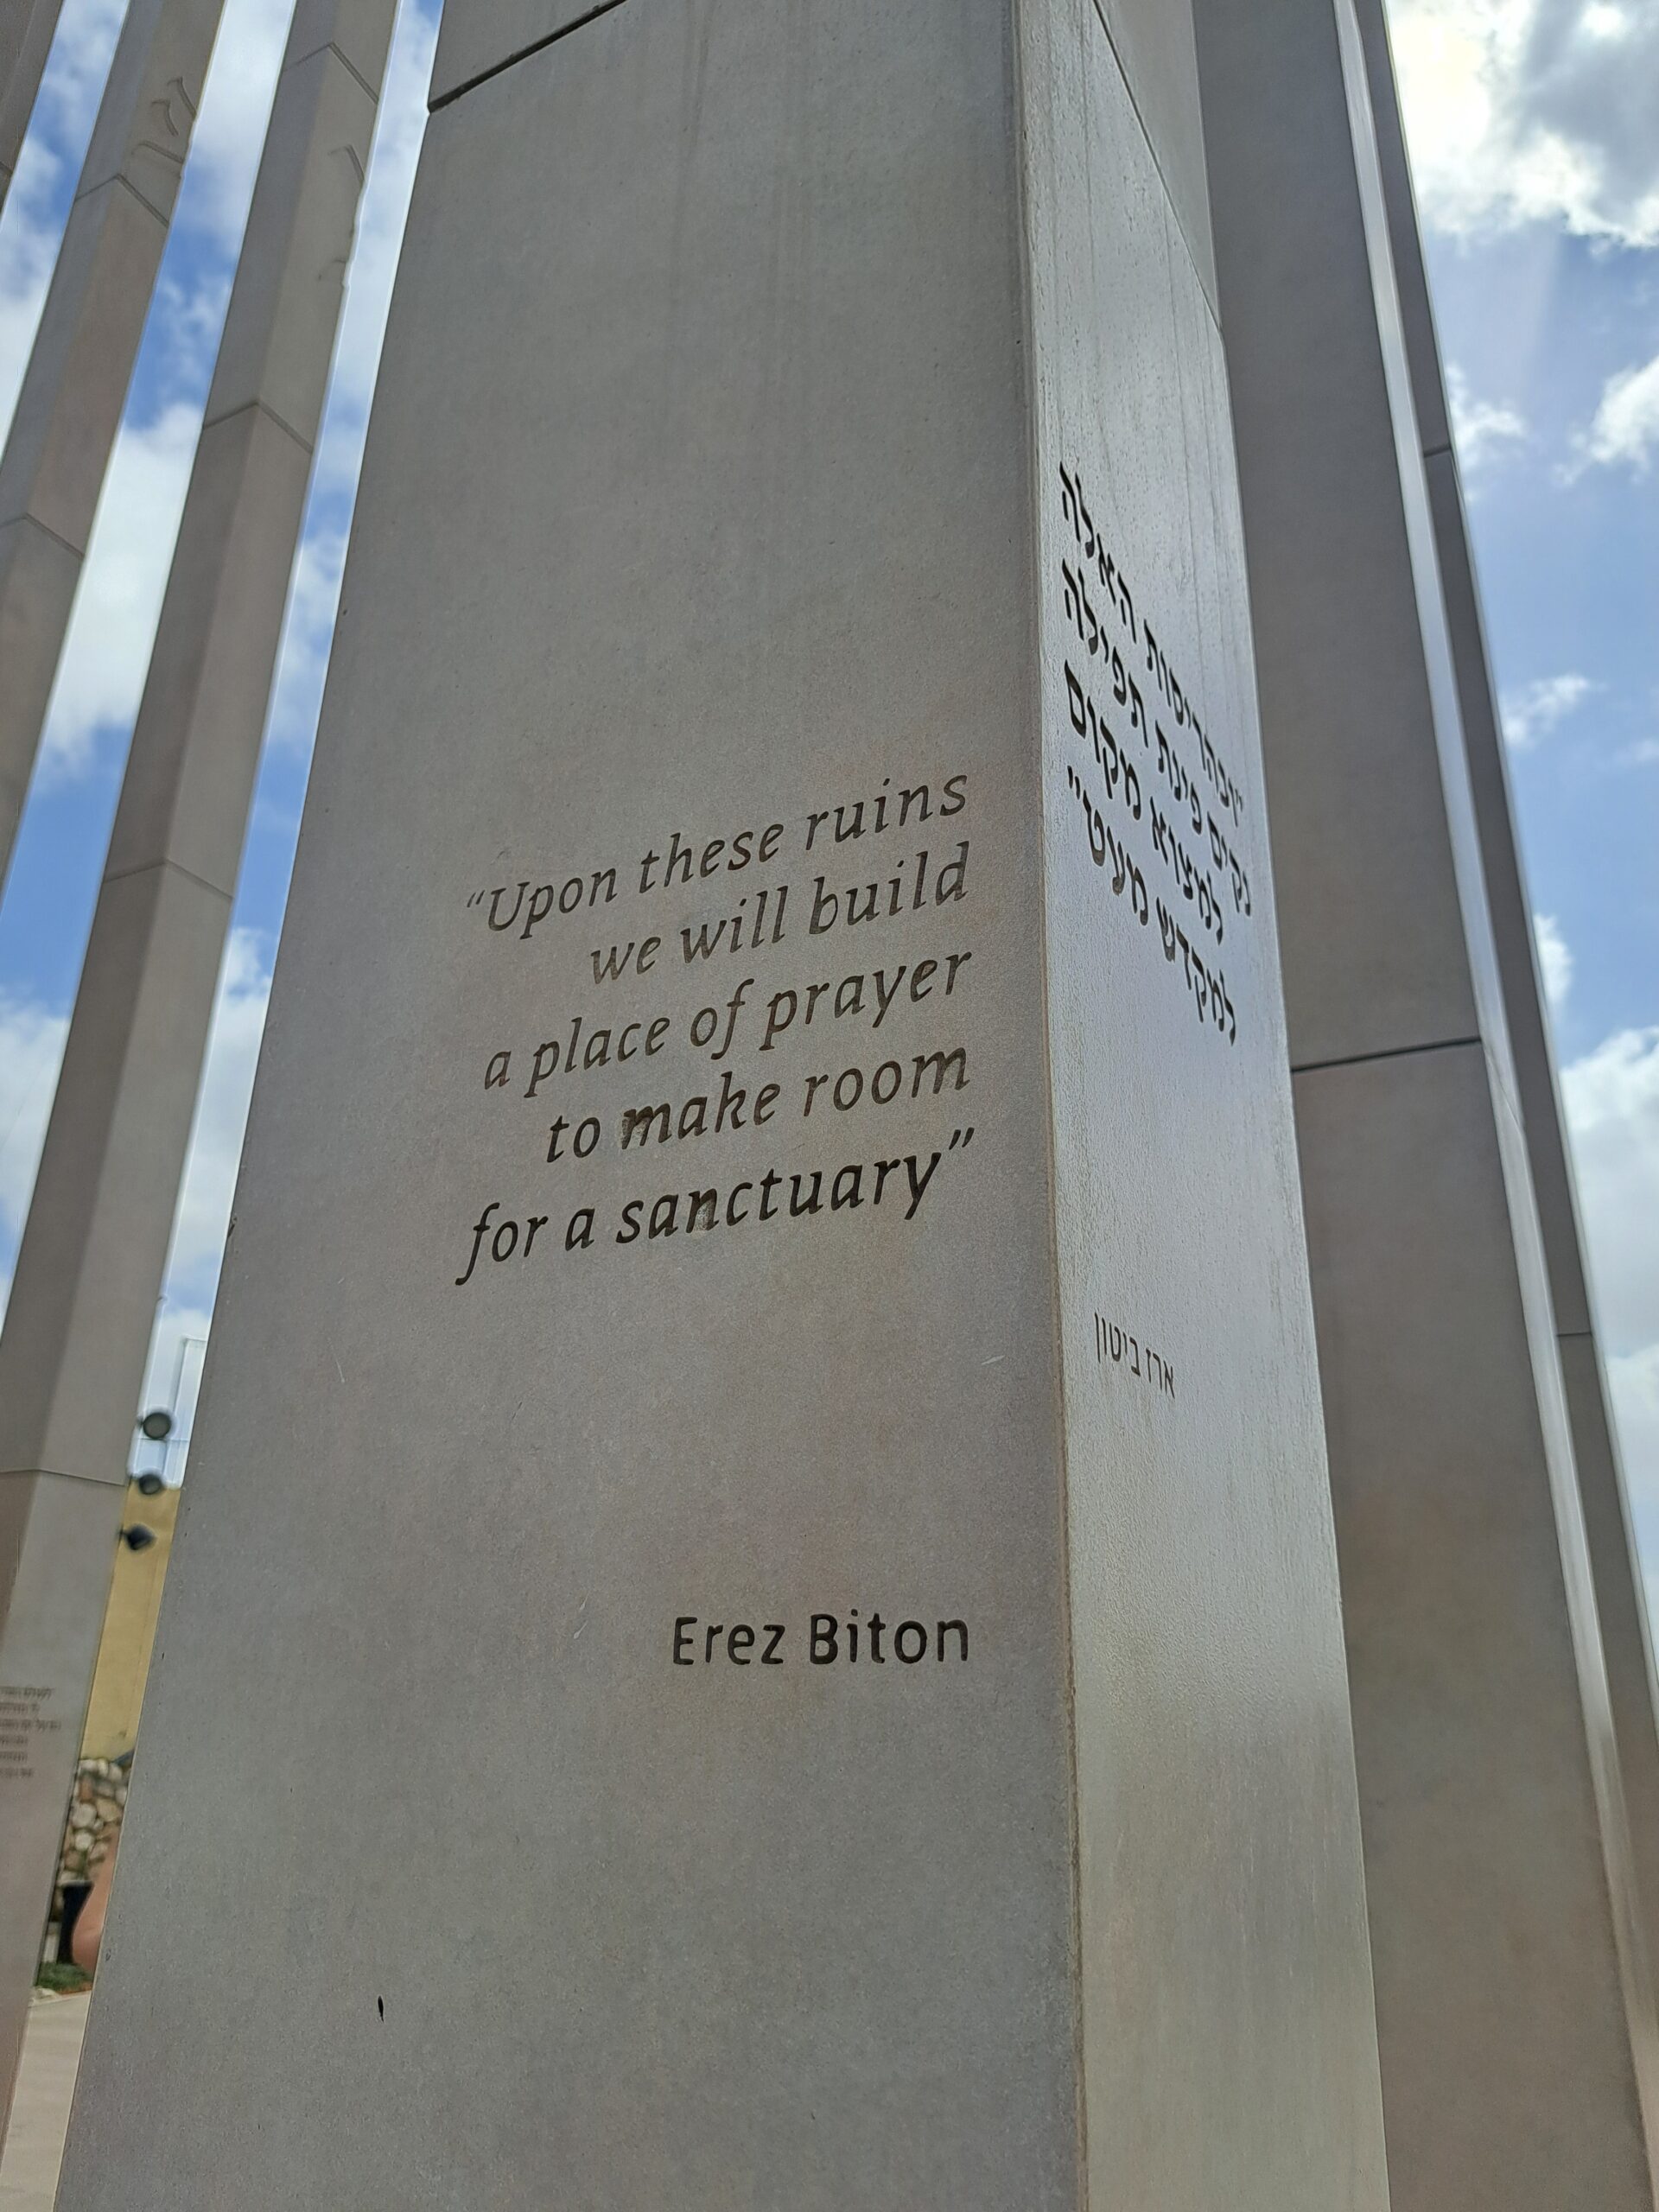 “Upon these ruins
we will build
a place of prayer
to make room
for a sanctuary”
Erez Biton
"ובהריסות האלה
נקים פינת תפילה
למצוא מקום
למקדש מעט"
ארז ביטון